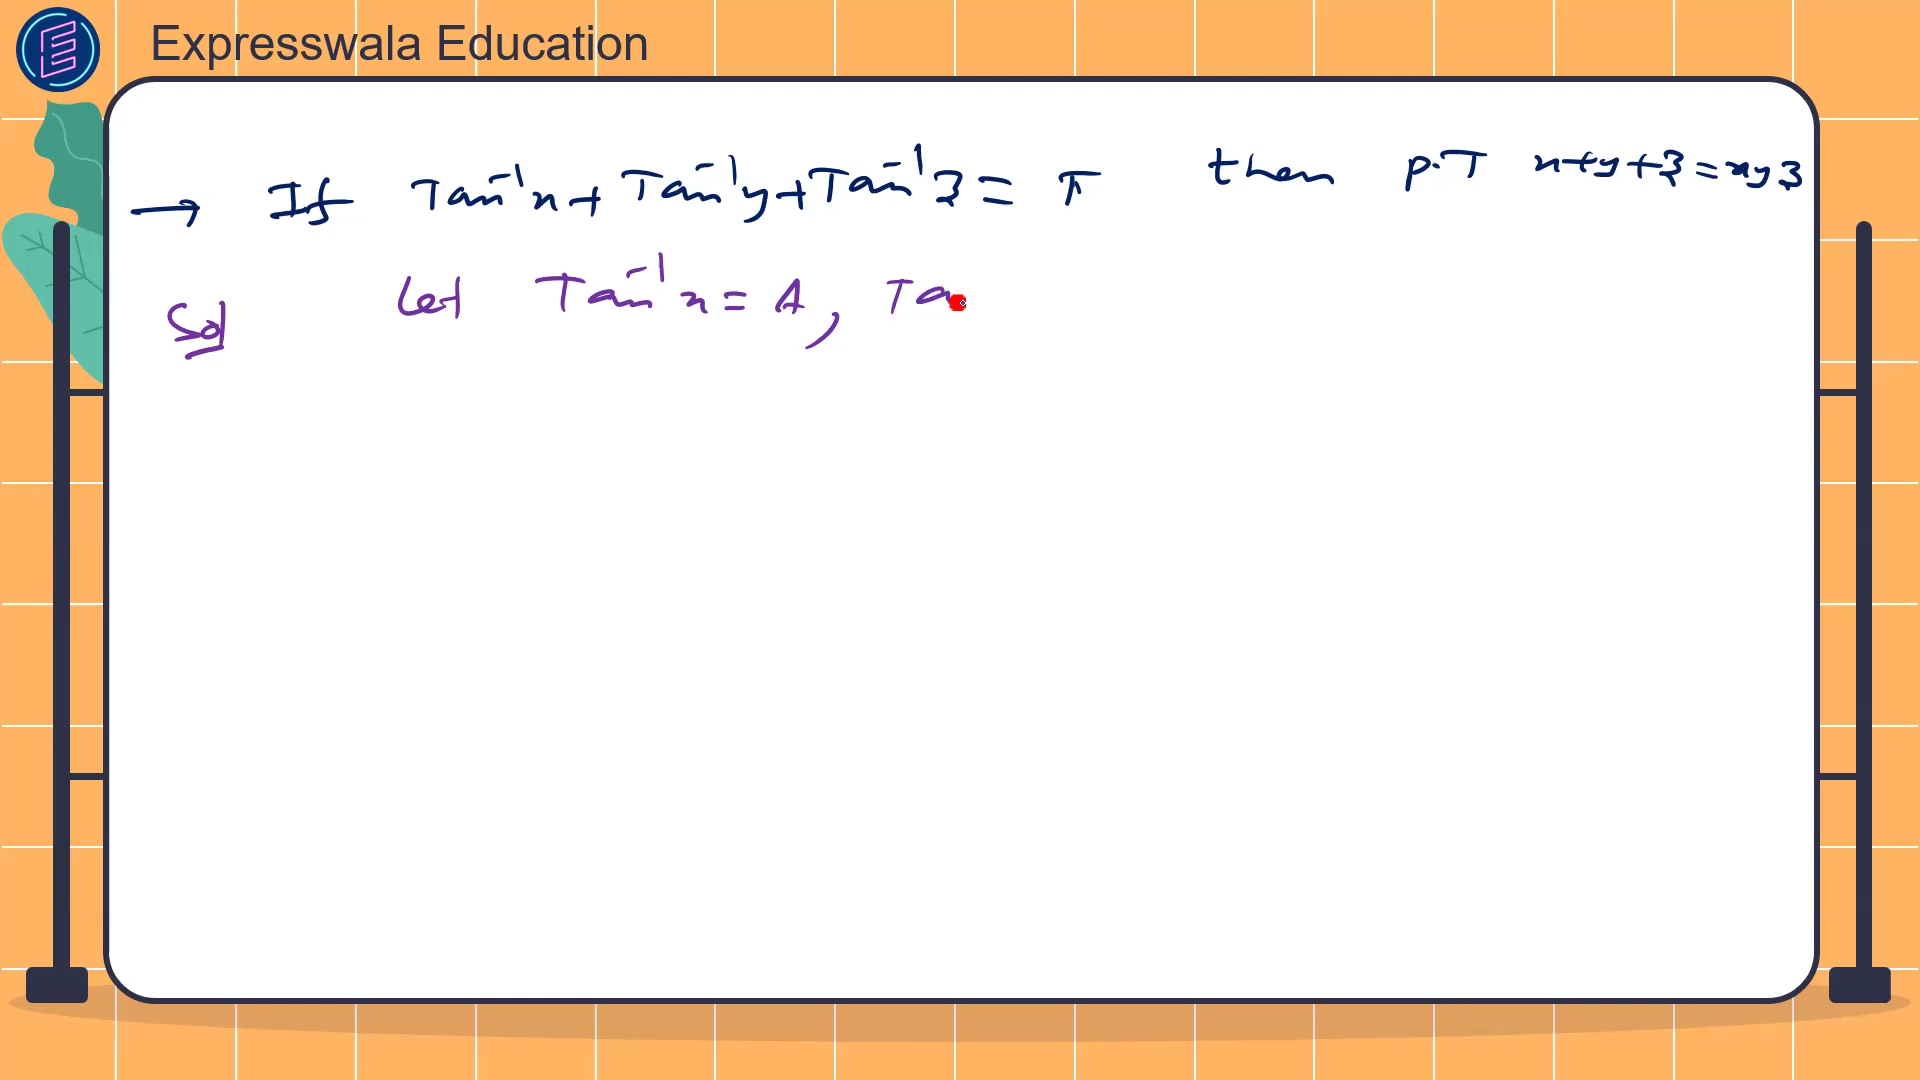 Expresswala Education
→ If Tan⁻¹x + Tan⁻¹y + Tan⁻¹z = π then P.T x+y+z = xyz
Sol Let Tan⁻¹x = A, Ta